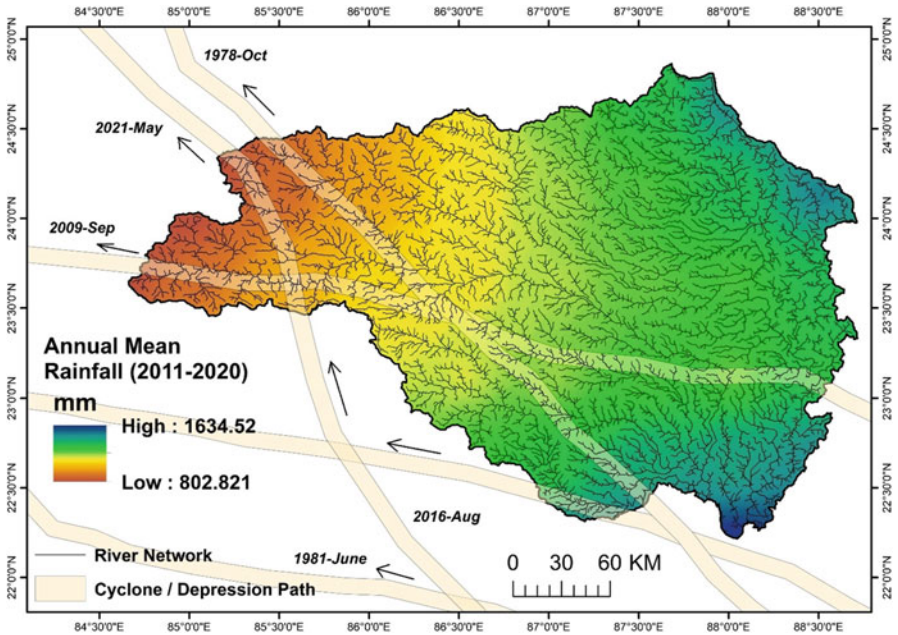 84°30'0"E 85°0'0"E 85°30'0"E 86°0'0"E 86°30'0"E 87°0'0"E 87°30'0"E 88°0'0"E 88°30'0"E
25°0'0"N
25°0'0"N
1978-Oct
2021-May
24°30'0"N
24°30'0"N
2009-Sep
24°0'0"N
24°0'0"N
23°30'0"N
23°30'0"N
Annual Mean
Rainfall (2011-2020)
mm
High : 1634.52
Low : 802.821
23°0'0"N
23°0'0"N
22°30'0"N
22°30'0"N
2016-Aug
1981-June
River Network
Cyclone / Depression Path
0 30 60 KM
22°0'0"N
22°0'0"N
84°30'0"E 85°0'0"E 85°30'0"E 86°0'0"E 86°30'0"E 87°0'0"E 87°30'0"E 88°0'0"E 88°30'0"E